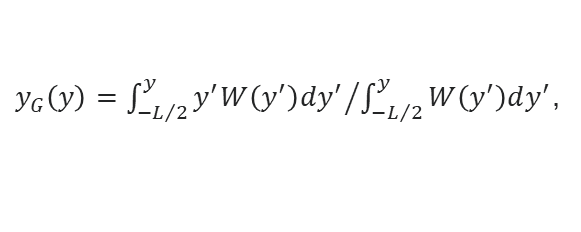 y_G(y) = ∫_{-L/2}^{y} y′W(y′)dy′/∫_{-L/2}^{y} W(y′)dy′,